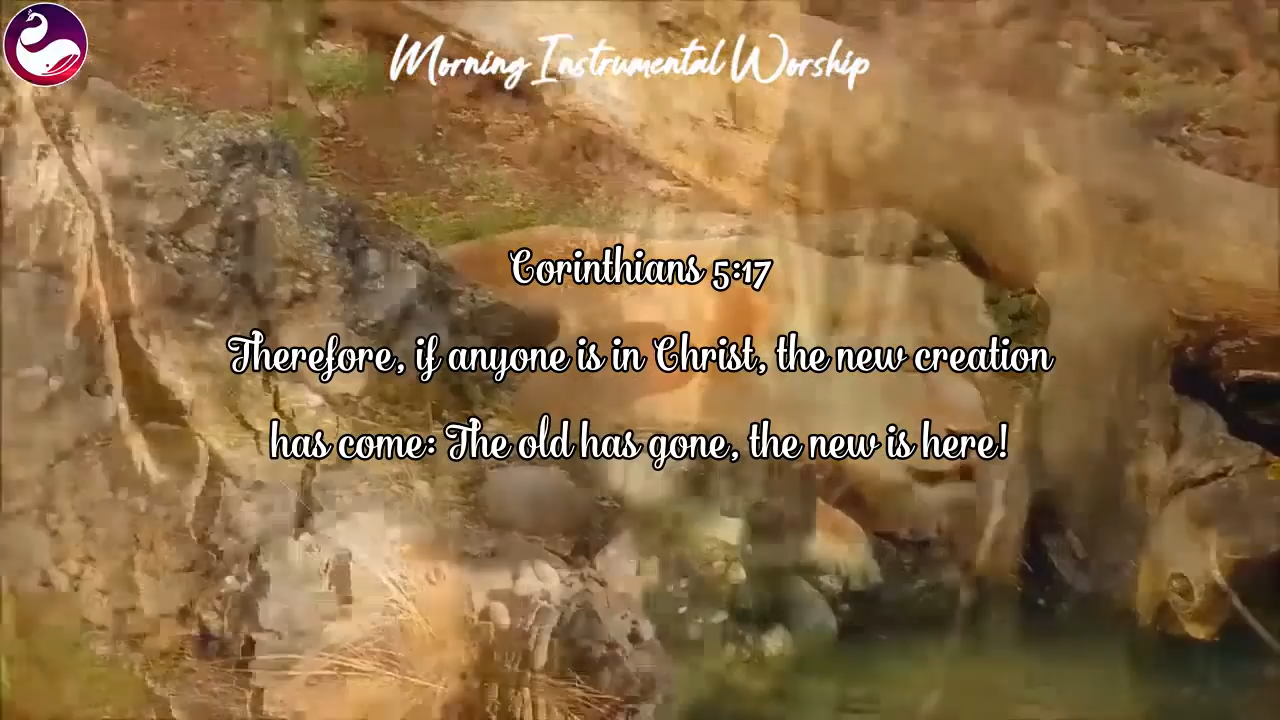 Morning Instrumental Worship
Corinthians 5:17
Therefore, if anyone is in Christ, the new creation
has come: The old has gone, the new is here!